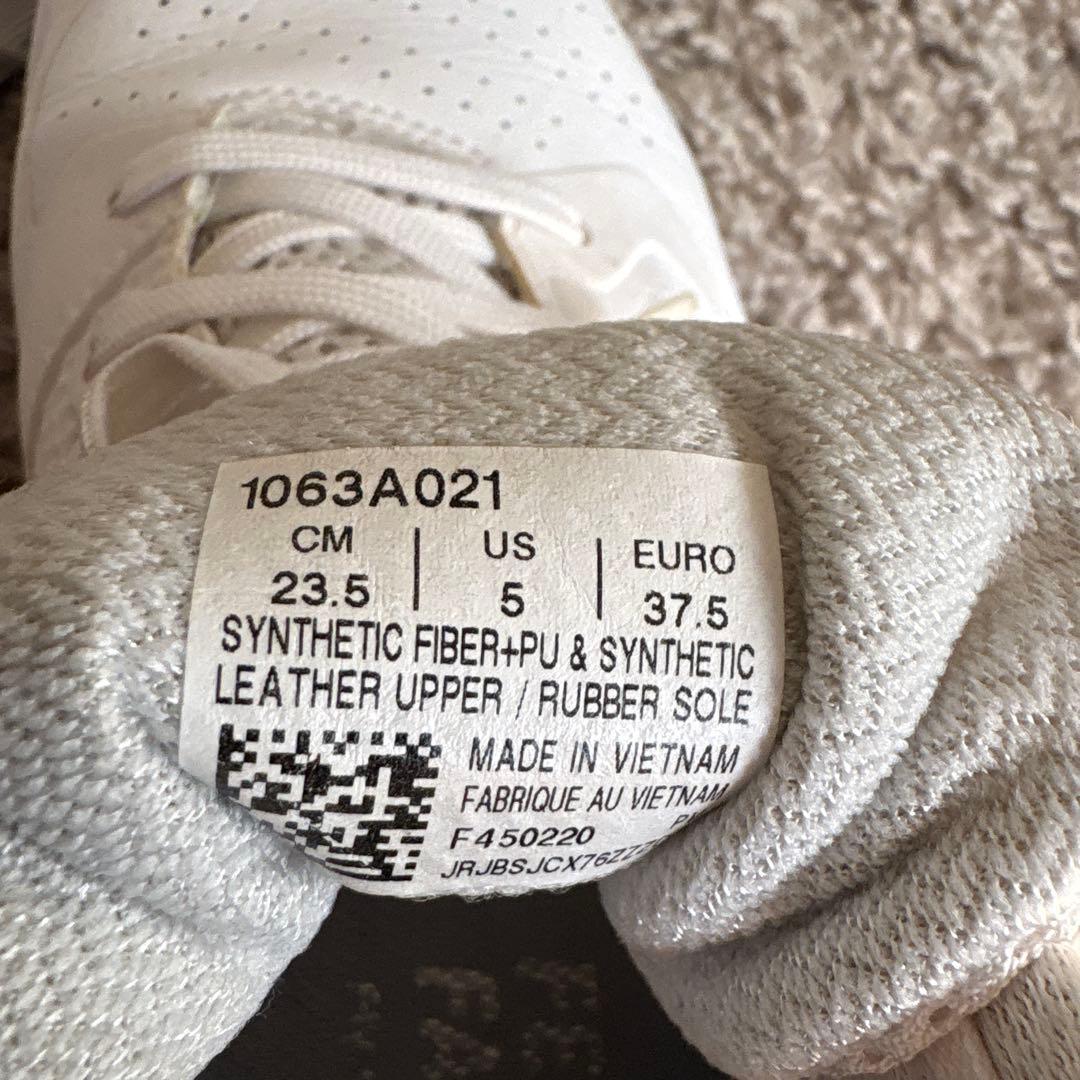 1063A021
CM | US | EURO
23.5 | 5 | 37.5
SYNTHETIC FIBER+PU & SYNTHETIC
LEATHER UPPER / RUBBER SOLE
MADE IN VIETNAM
FABRIQUE AU VIETNAM
F450220